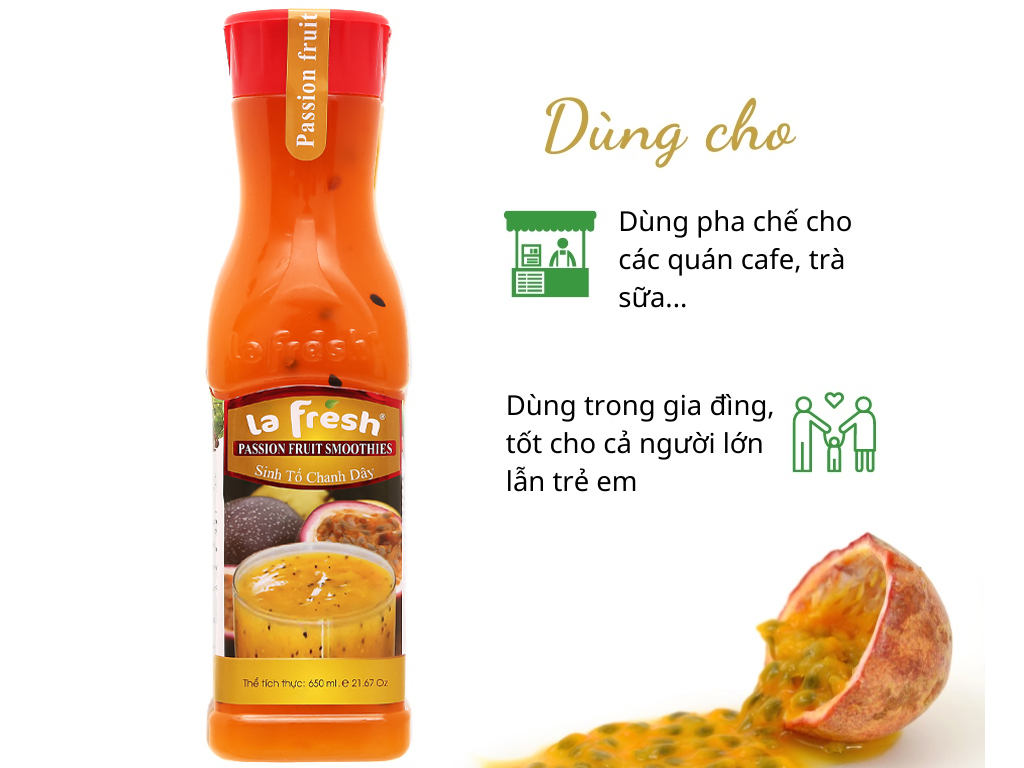 Passion fruit
La Fresh
la fresh®
PASSION FRUIT SMOOTHIES
Sinh Tố Chanh Dây
Thể tích thực: 650 ml . e 21.67 Oz
Dùng cho
Dùng pha chế cho
các quán cafe, trà
sữa...
Dùng trong gia đìng,
tốt cho cả người lớn
lẫn trẻ em